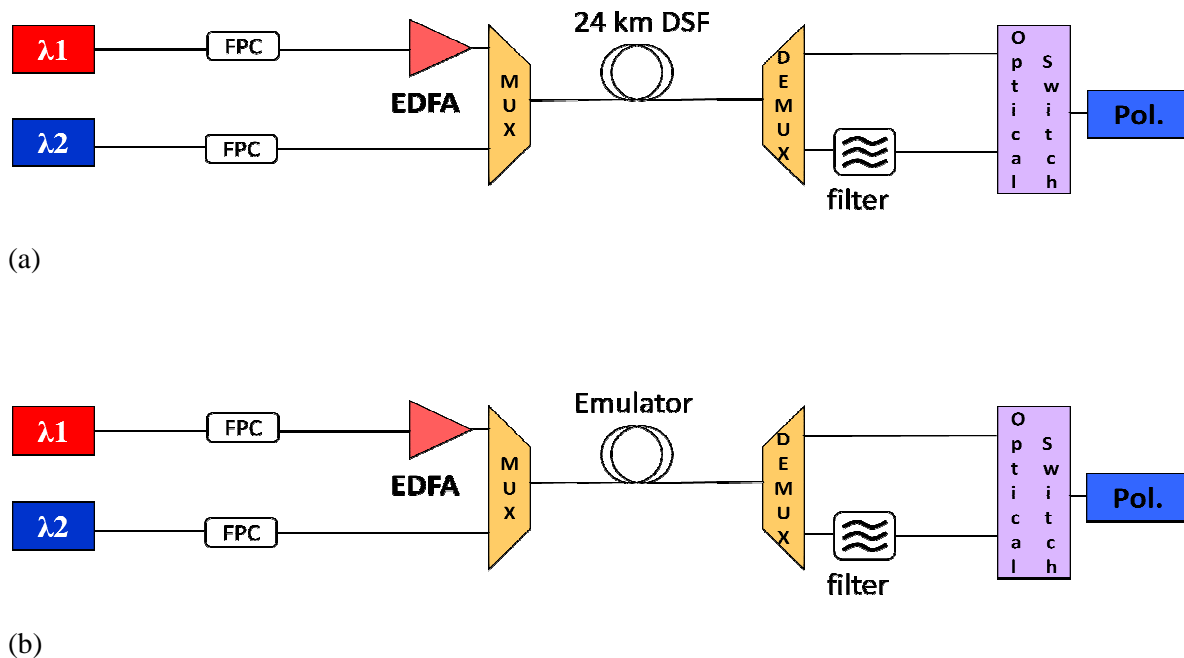 24 km DSF
λ1
FPC
EDFA
MUX
DEMUX
Optical
Switch
Pol.
λ2
FPC
filter
(a)
Emulator
λ1
FPC
EDFA
MUX
DEMUX
Optical
Switch
Pol.
λ2
FPC
filter
(b)